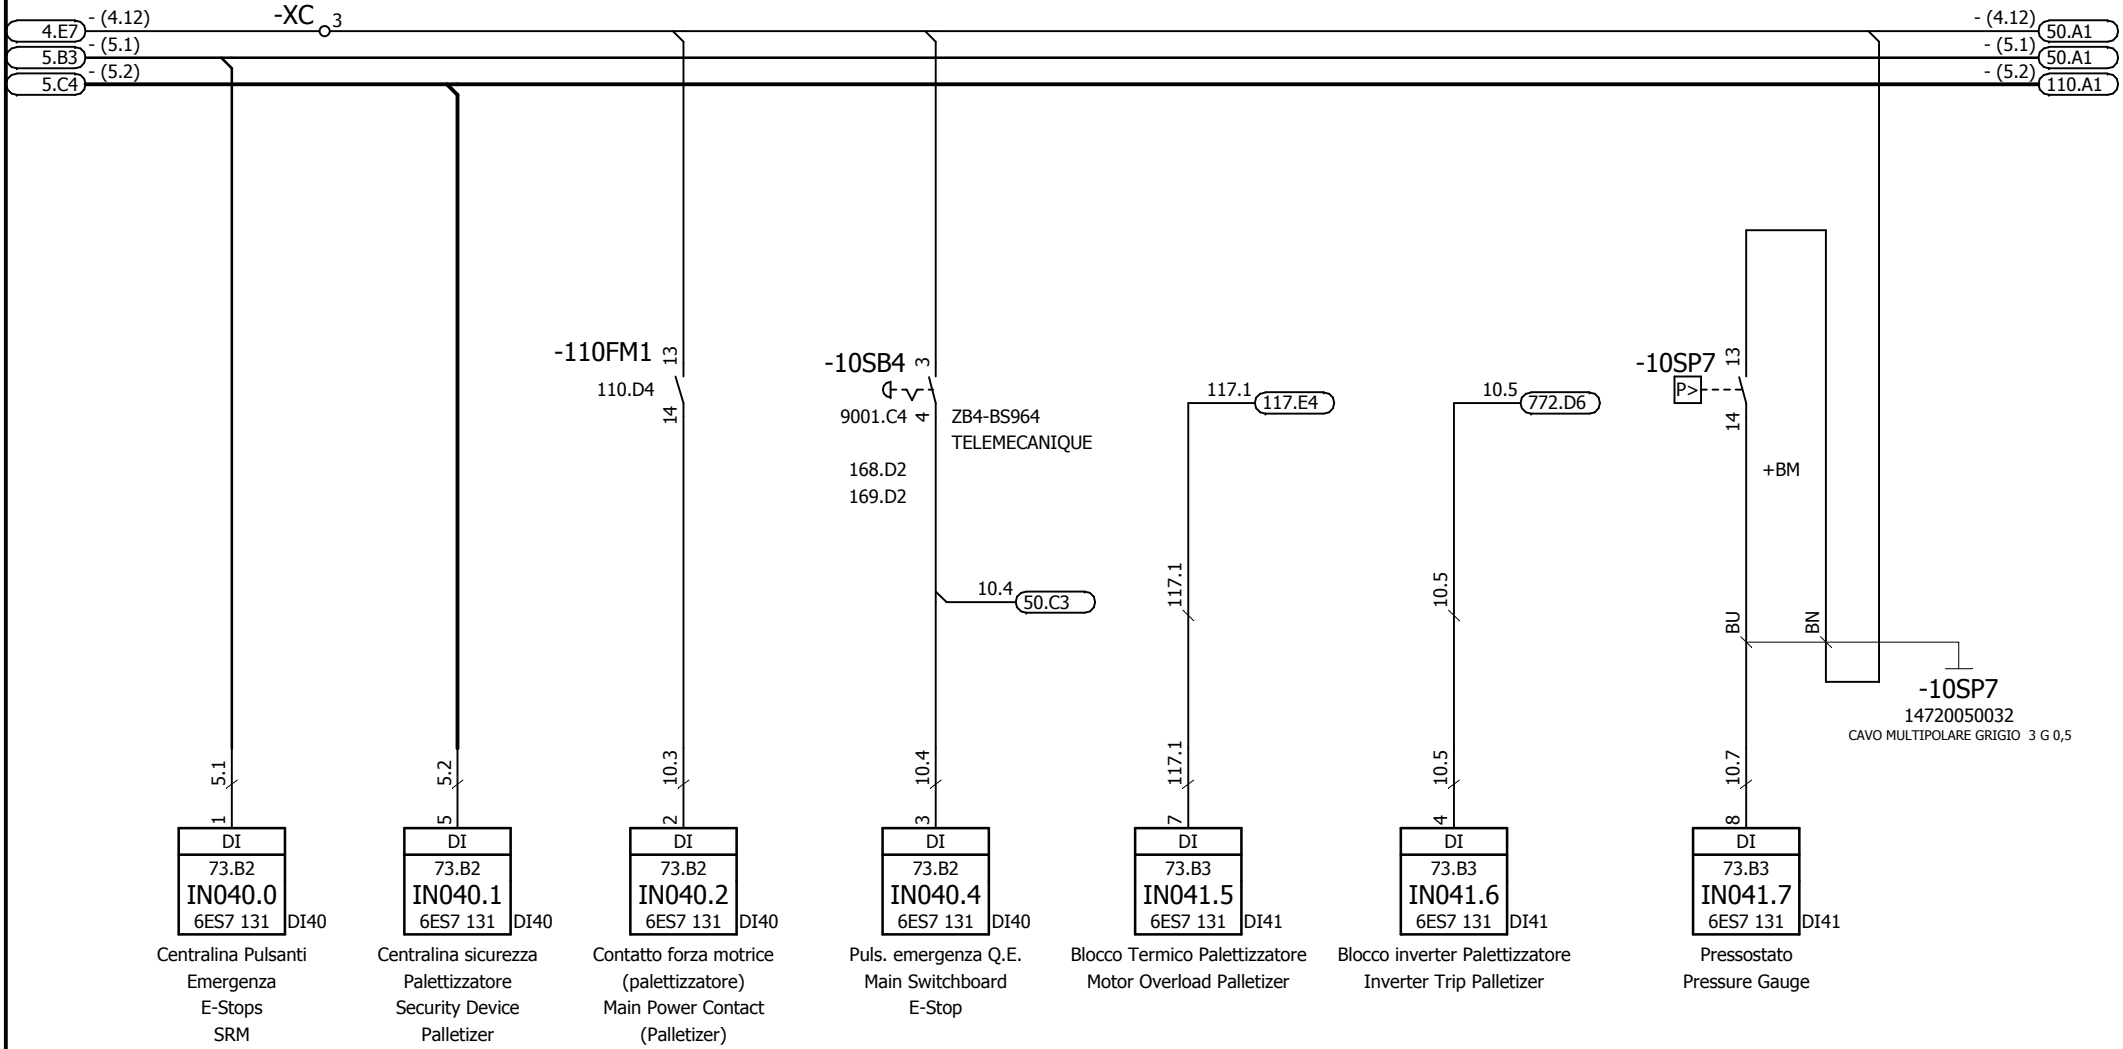 4.E7 - (4.12) -XC 3 - (4.12) 50.A1
5.B3 - (5.1) - (5.1) 50.A1
5.C4 - (5.2) - (5.2) 110.A1
-110FM1 13
110.D4
14
-10SB4 3
9001.C4 4
ZB4-BS964
TELEMECANIQUE
168.D2
169.D2
10.4 50.C3
117.1 117.E4
117.1
10.5 772.D6
10.5
-10SP7 13
P>
14
+BM
BU
BN
-10SP7
14720050032
CAVO MULTIPOLARE GRIGIO 3 G 0,5
5.1
1
DI
73.B2
IN040.0
6ES7 131 DI40
Centralina Pulsanti
Emergenza
E-Stops
SRM
5.2
5
DI
73.B2
IN040.1
6ES7 131 DI40
Centralina sicurezza
Palettizzatore
Security Device
Palletizer
10.3
2
DI
73.B2
IN040.2
6ES7 131 DI40
Contatto forza motrice
(palettizzatore)
Main Power Contact
(Palletizer)
10.4
3
DI
73.B2
IN040.4
6ES7 131 DI40
Puls. emergenza Q.E.
Main Switchboard
E-Stop
117.1
7
DI
73.B3
IN041.5
6ES7 131 DI41
Blocco Termico Palettizzatore
Motor Overload Palletizer
10.5
4
DI
73.B3
IN041.6
6ES7 131 DI41
Blocco inverter Palettizzatore
Inverter Trip Palletizer
10.7
8
DI
73.B3
IN041.7
6ES7 131 DI41
Pressostato
Pressure Gauge